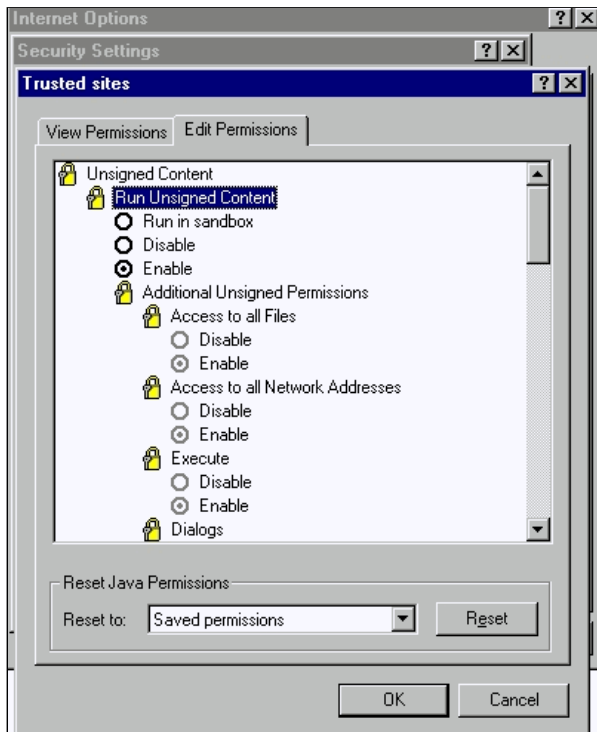 Internet Options
Security Settings
Trusted sites
View Permissions
Edit Permissions
Unsigned Content
Run Unsigned Content
Run in sandbox
Disable
Enable
Additional Unsigned Permissions
Access to all Files
Disable
Enable
Access to all Network Addresses
Disable
Enable
Execute
Disable
Enable
Dialogs
Reset Java Permissions
Reset to: Saved permissions Reset
OK Cancel